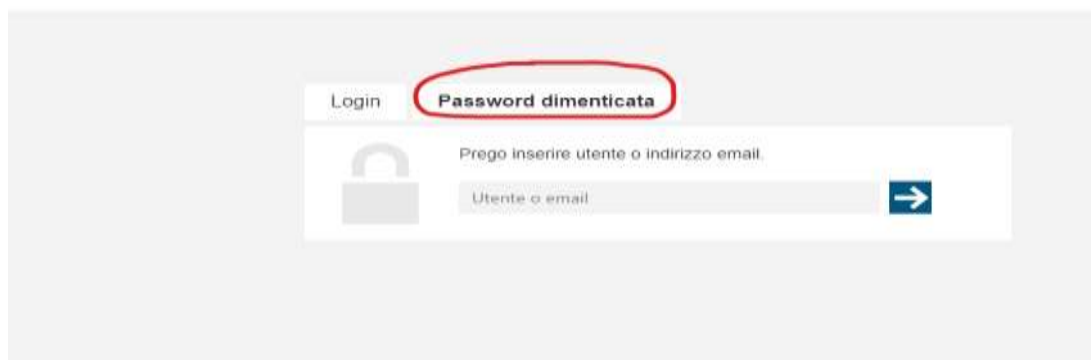 Login
Password dimenticata
Prego inserire utente o indirizzo email.
Utente o email